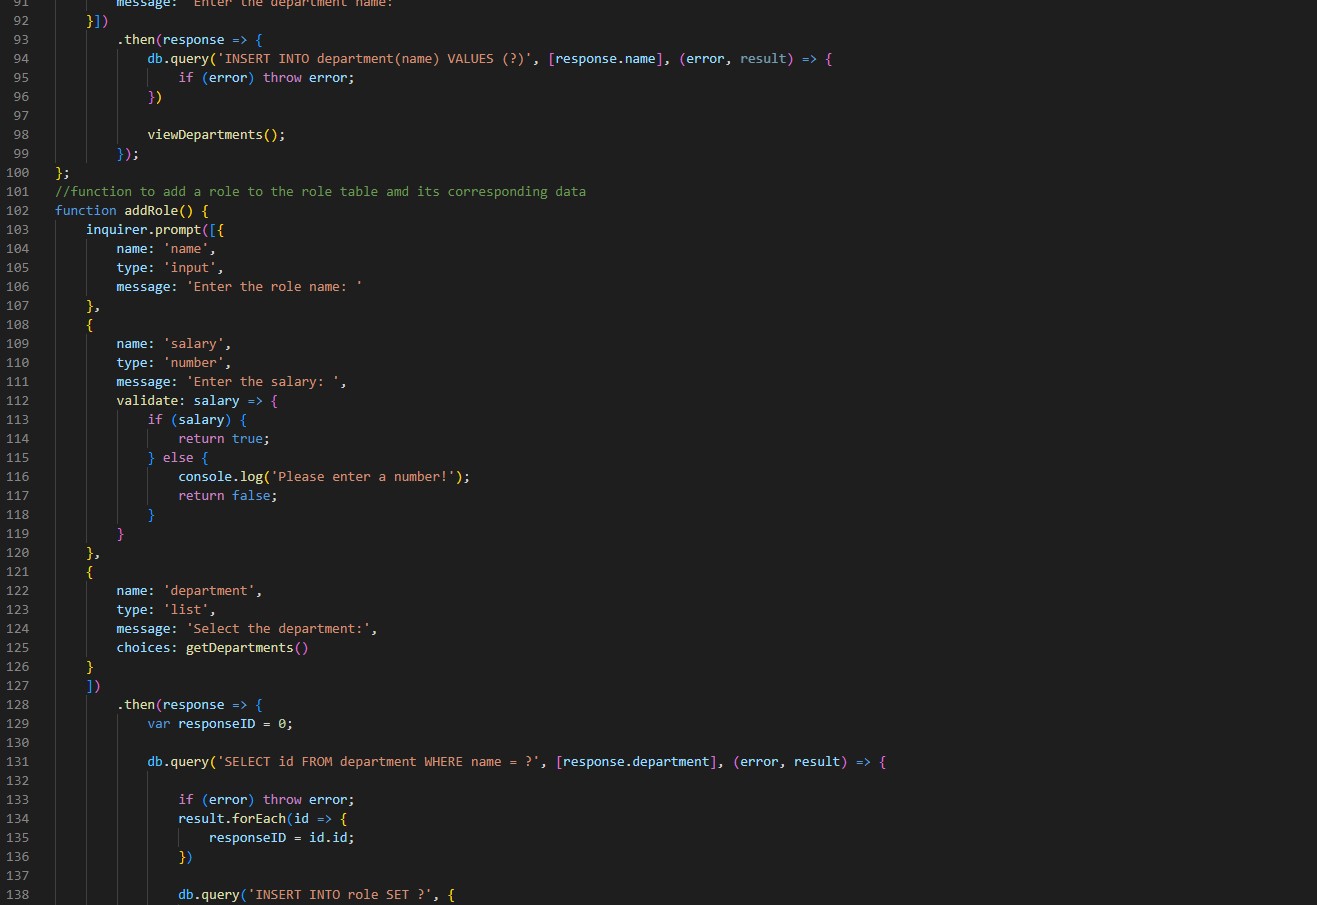 91 message: 'Enter the department name:
92 }])
93 .then(response => {
94 db.query('INSERT INTO department(name) VALUES (?)', [response.name], (error, result) => {
95 if (error) throw error;
96 })
97
98 viewDepartments();
99 });
100 };
101 //function to add a role to the role table amd its corresponding data
102 function addRole() {
103 inquirer.prompt([{
104 name: 'name',
105 type: 'input',
106 message: 'Enter the role name: '
107 },
108 {
109 name: 'salary',
110 type: 'number',
111 message: 'Enter the salary: ',
112 validate: salary => {
113 if (salary) {
114 return true;
115 } else {
116 console.log('Please enter a number!');
117 return false;
118 }
119 }
120 },
121 {
122 name: 'department',
123 type: 'list',
124 message: 'Select the department:',
125 choices: getDepartments()
126 }
127 ])
128 .then(response => {
129 var responseID = 0;
130
131 db.query('SELECT id FROM department WHERE name = ?', [response.department], (error, result) => {
132
133 if (error) throw error;
134 result.forEach(id => {
135 responseID = id.id;
136 })
137
138 db.query('INSERT INTO role SET ?', {